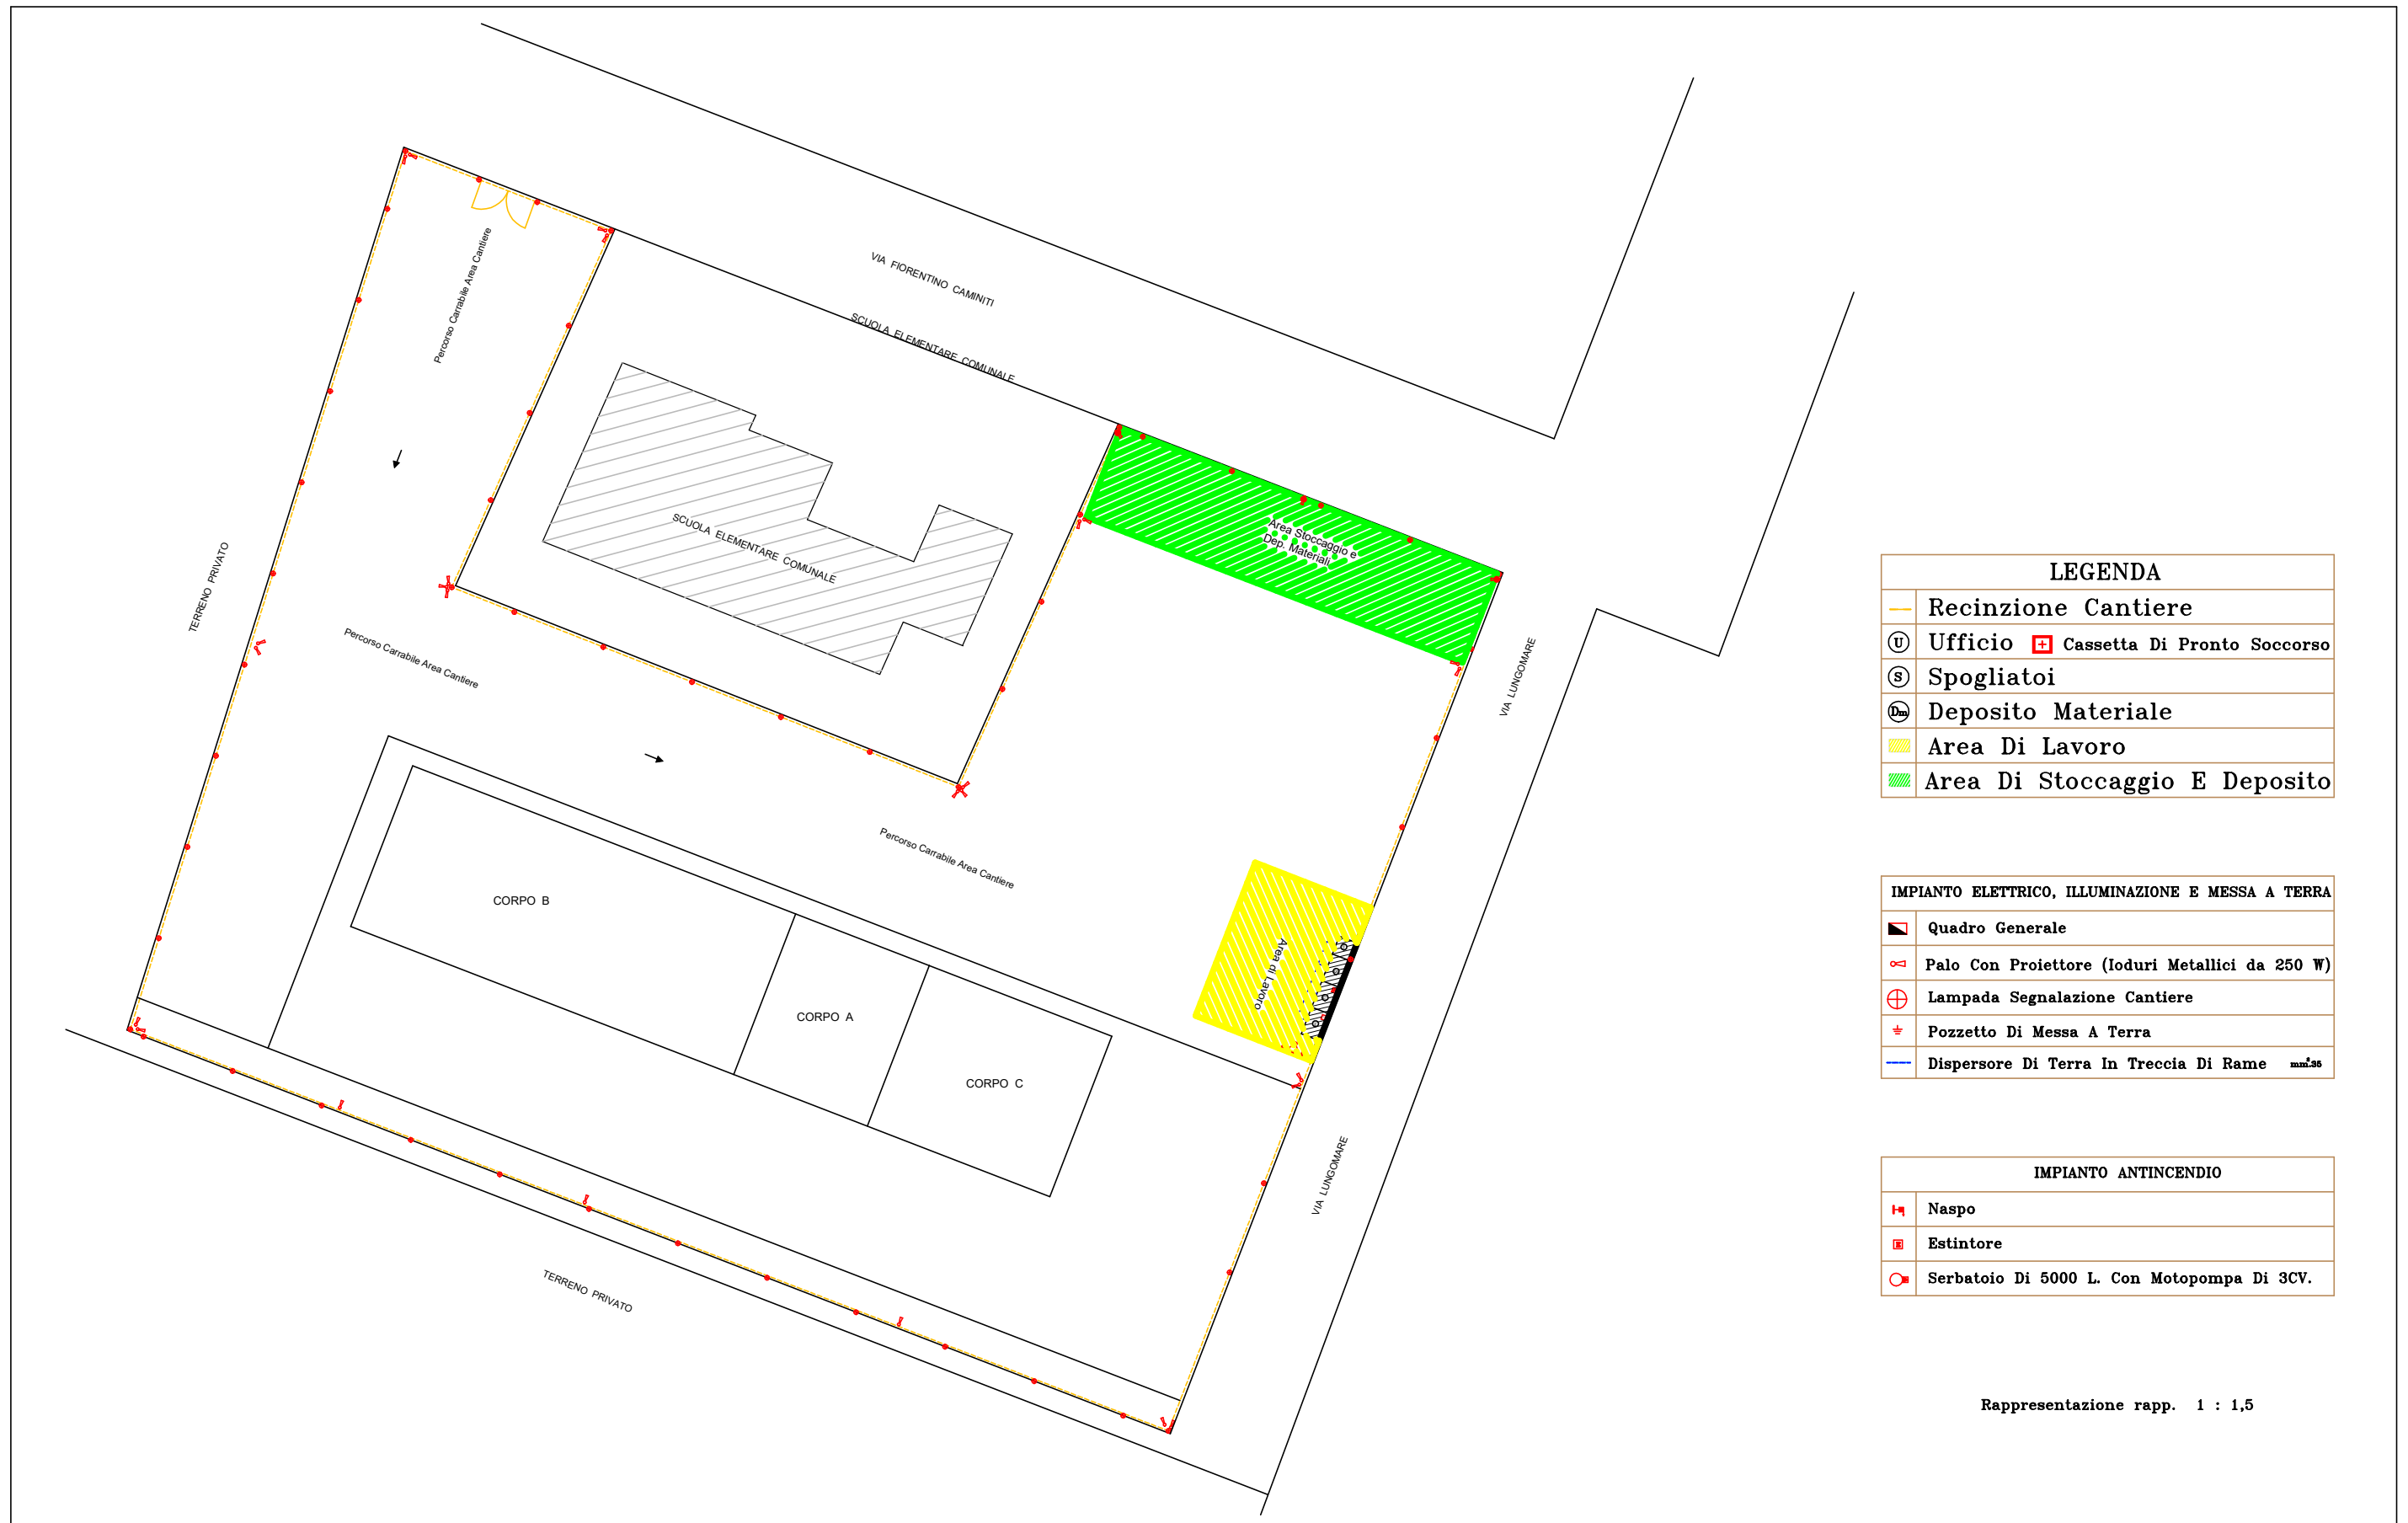 VIA FIORENTINO CAMINITI
SCUOLA ELEMENTARE COMUNALE
Percorso Carrabile Area Cantiere
SCUOLA ELEMENTARE COMUNALE
Area Stoccaggio e
Dep. Materiali
TERRENO PRIVATO
Percorso Carrabile Area Cantiere
VIA LUNGOMARE
Percorso Carrabile Area Cantiere
CORPO B
Area di Lavoro
CORPO A
CORPO C
VIA LUNGOMARE
TERRENO PRIVATO
LEGENDA
Recinzione Cantiere
U Ufficio Cassetta Di Pronto Soccorso
S Spogliatoi
Dm Deposito Materiale
Area Di Lavoro
Area Di Stoccaggio E Deposito
IMPIANTO ELETTRICO, ILLUMINAZIONE E MESSA A TERRA
Quadro Generale
Palo Con Proiettore (Ioduri Metallici da 250 W)
Lampada Segnalazione Cantiere
Pozzetto Di Messa A Terra
Dispersore Di Terra In Treccia Di Rame
IMPIANTO ANTINCENDIO
Naspo
Estintore
Serbatoio Di 5000 L. Con Motopompa Di 3CV.
Rappresentazione rapp. 1 : 1,5